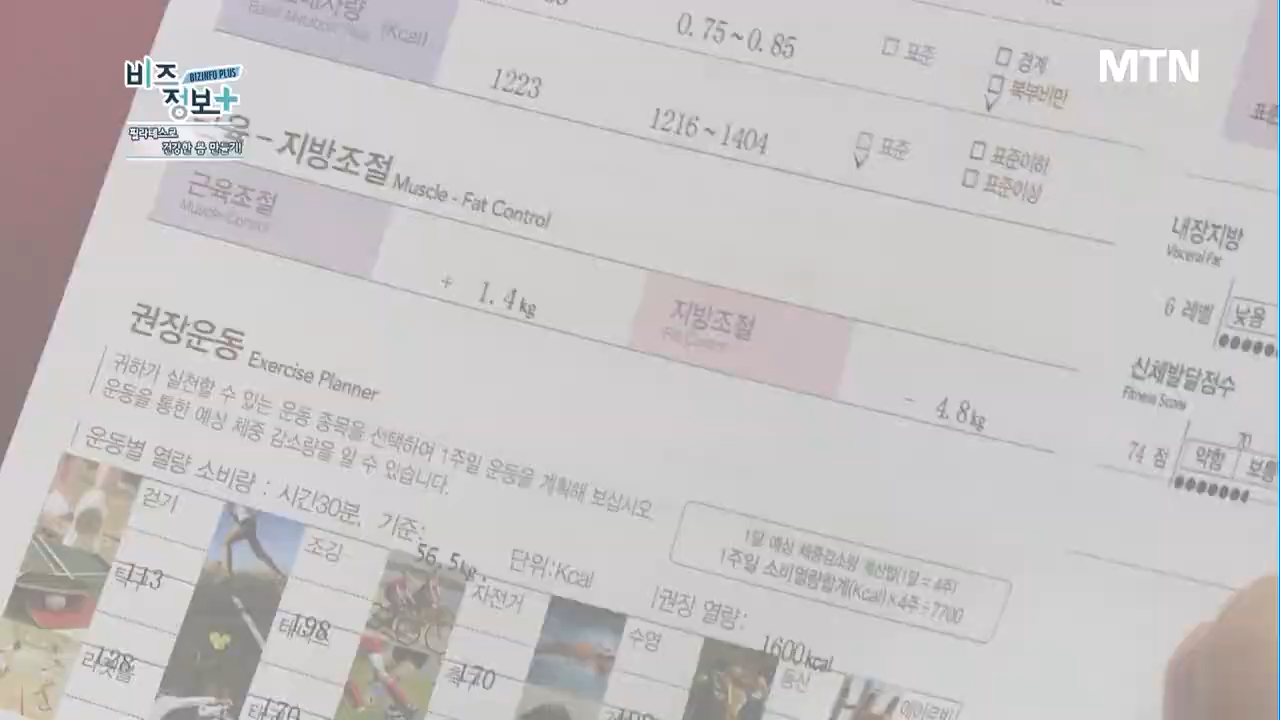 비즈
BIZINFO PLUS
정보+
필라테스로
건강한 몸 만들기!
MTN
(Kcal)
0.75~0.85
표준
경계
복부비만
1223
1216~1404
표준
표준이하
표준이상
근육-지방조절 Muscle - Fat Control
근육조절
Muscle Control
+ 1.4kg
지방조절
Fat Control
- 4.8kg
내장지방
Visceral Fat
6 레벨
낮음
신체발달점수
Fitness Score
70
74 점
약함
보통
권장운동 Exercise Planner
귀하가 실천할 수 있는 운동 종목을 선택하여 1주일 운동을 계획해 보십시오.
운동을 통한 예상 체중 감소량을 알 수 있습니다.
운동별 열량 소비량 : 시간30분, 기준: 56.5kg, 단위:Kcal
권장 열량: 1600kcal
1달 예상 체중감소량 계산법(1달 = 4주)
1주일 소비열량합계(Kcal)×4주÷7700
걷기
113
조깅
198
자전거
170
수영
등산
에어로빅
128
170